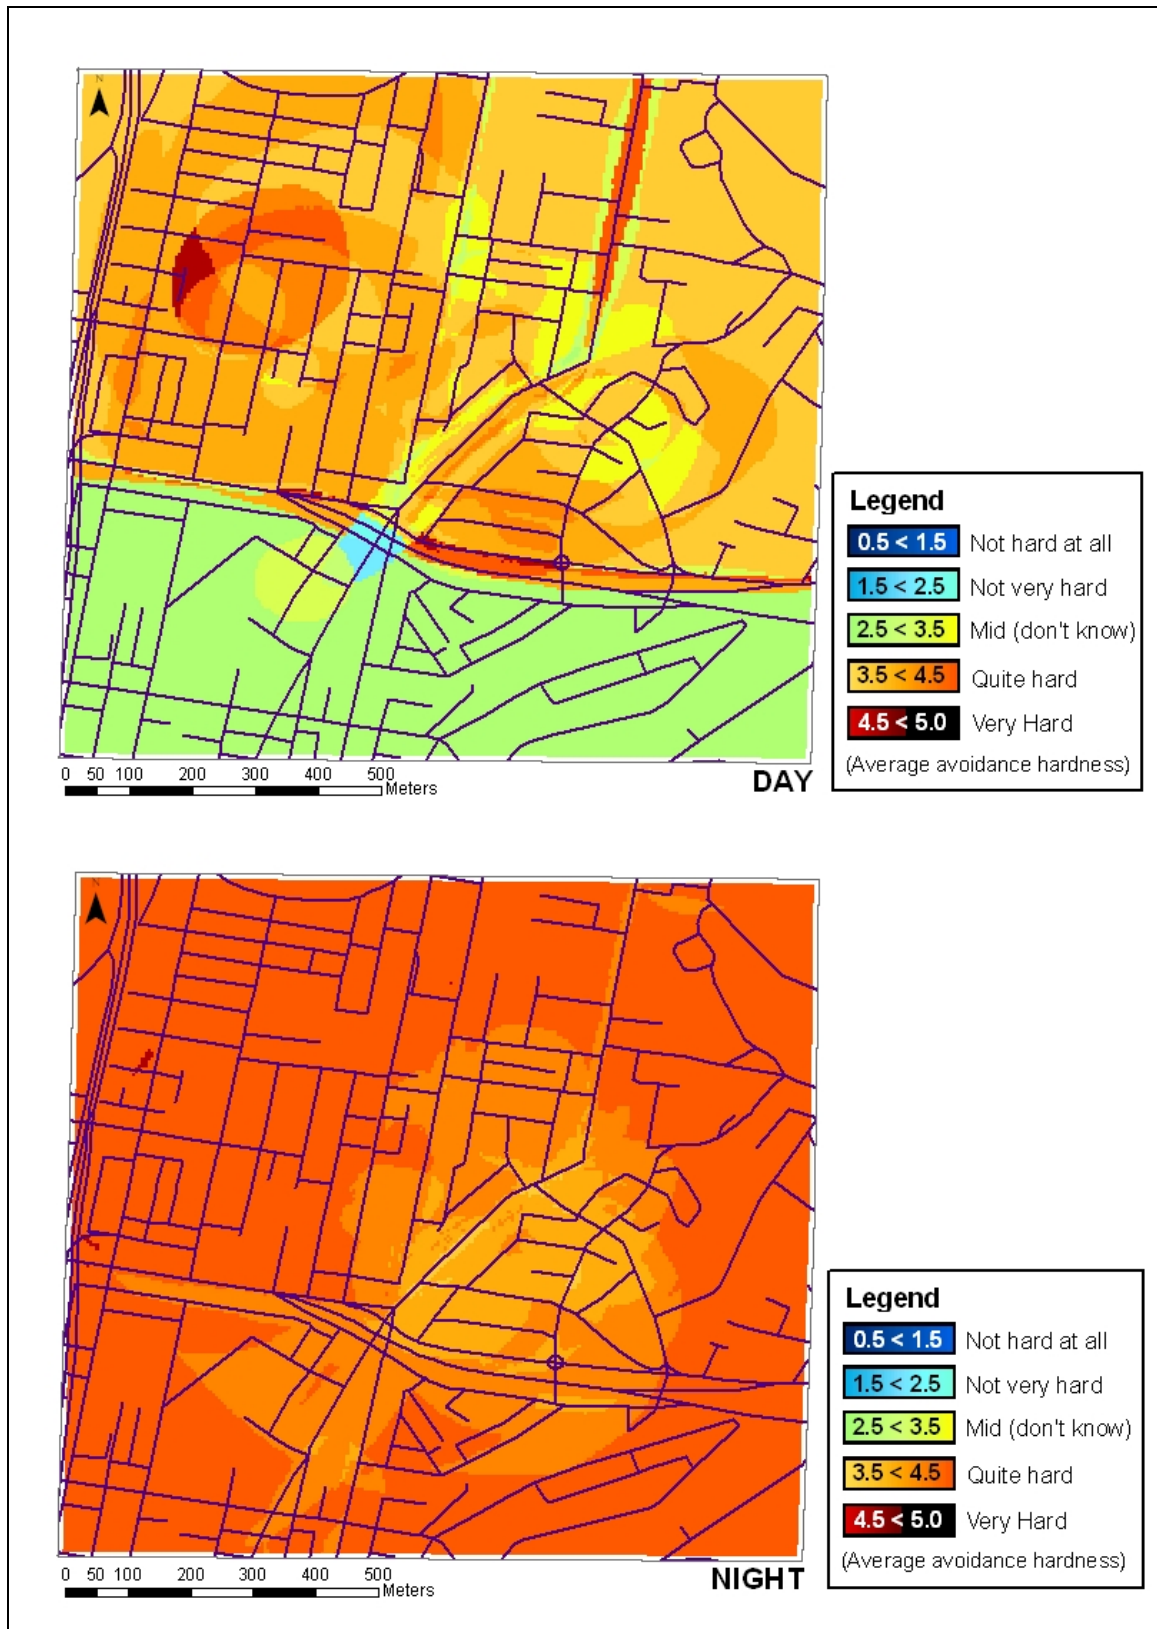 N
Legend
0.5 < 1.5 Not hard at all
1.5 < 2.5 Not very hard
2.5 < 3.5 Mid (don't know)
3.5 < 4.5 Quite hard
4.5 < 5.0 Very Hard
(Average avoidance hardness)
0 50 100 200 300 400 500
Meters
DAY
N
Legend
0.5 < 1.5 Not hard at all
1.5 < 2.5 Not very hard
2.5 < 3.5 Mid (don't know)
3.5 < 4.5 Quite hard
4.5 < 5.0 Very Hard
(Average avoidance hardness)
0 50 100 200 300 400 500
Meters
NIGHT